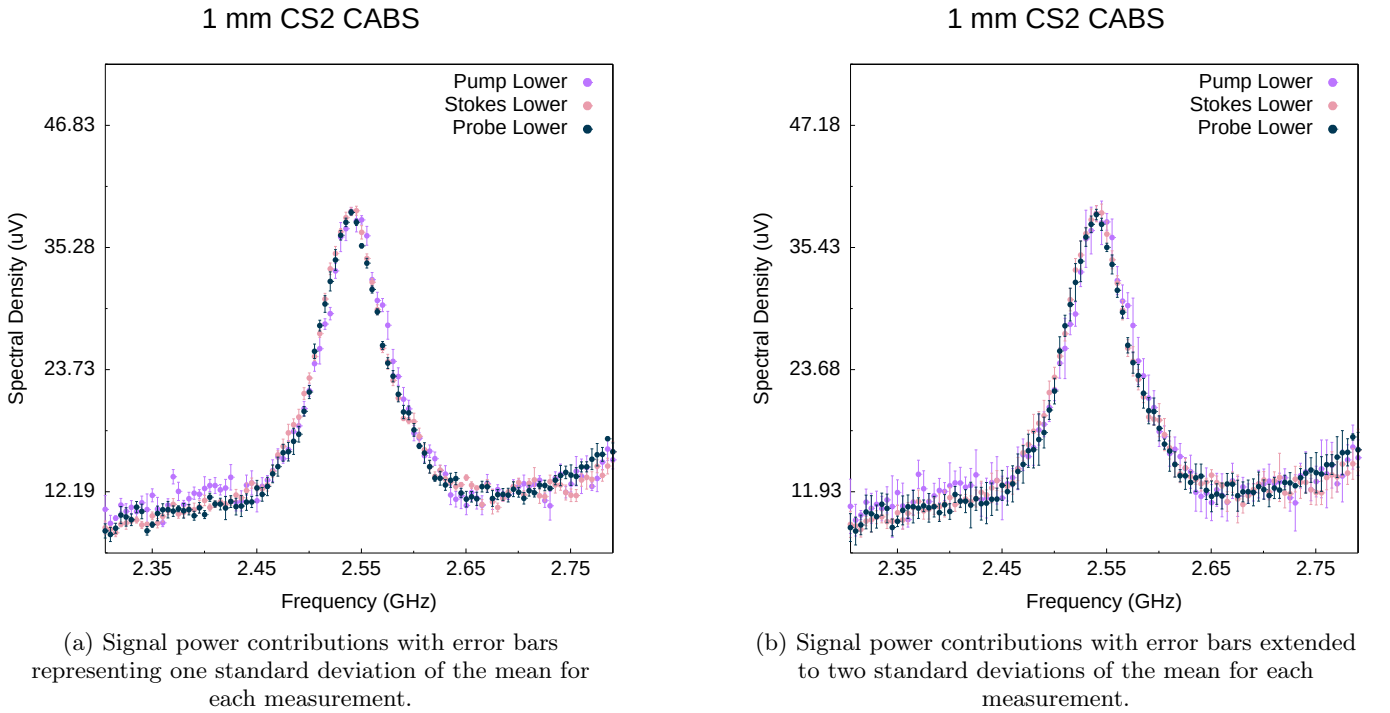 1 mm CS2 CABS
Pump Lower
Stokes Lower
Probe Lower
46.83
35.28
23.73
12.19
Spectral Density (uV)
2.35 2.45 2.55 2.65 2.75
Frequency (GHz)
(a) Signal power contributions with error bars
representing one standard deviation of the mean for
each measurement.
1 mm CS2 CABS
Pump Lower
Stokes Lower
Probe Lower
47.18
35.43
23.68
11.93
Spectral Density (uV)
2.35 2.45 2.55 2.65 2.75
Frequency (GHz)
(b) Signal power contributions with error bars extended
to two standard deviations of the mean for each
measurement.